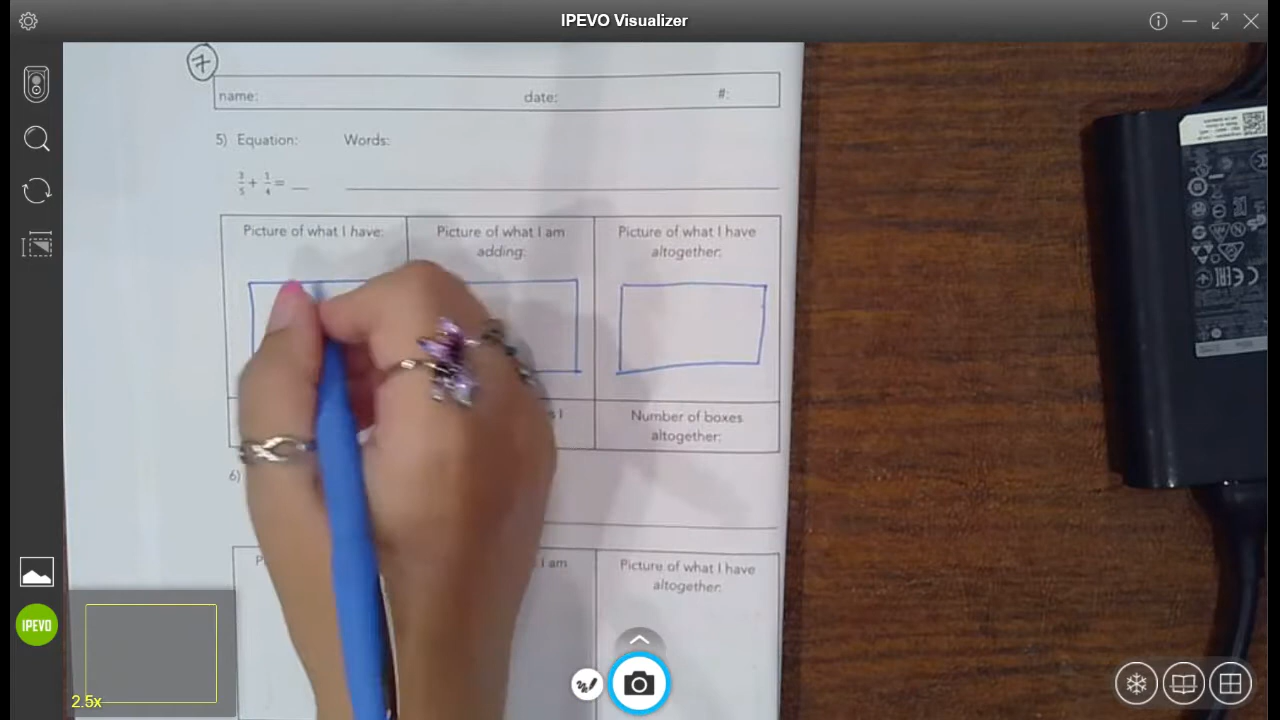 IPEVO Visualizer
7
name: date: #:
5) Equation: Words:
3/5 + 1/4 = __
Picture of what I have:
Picture of what I am
adding:
Picture of what I have
altogether:
Number of boxes
altogether:
6)
I am
Picture of what I have
altogether:
IPEVO
2.5x